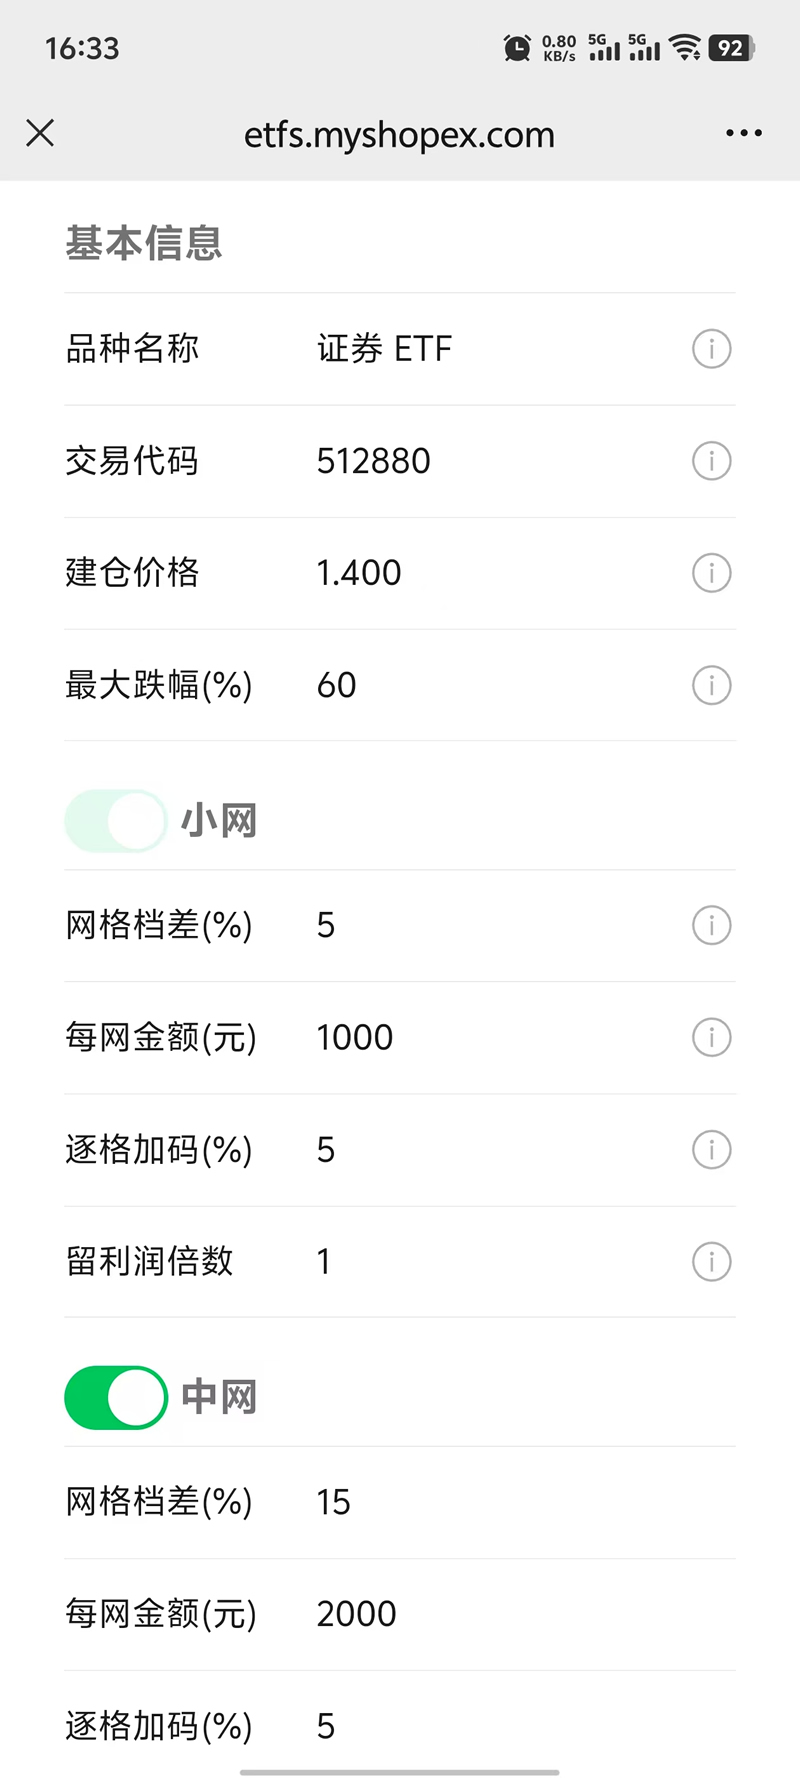 16:33
0.80 KB/s 5G 5G 92
etfs.myshopex.com
基本信息
品种名称 证券 ETF
交易代码 512880
建仓价格 1.400
最大跌幅(%) 60
小网
网格档差(%) 5
每网金额(元) 1000
逐格加码(%) 5
留利润倍数 1
中网
网格档差(%) 15
每网金额(元) 2000
逐格加码(%) 5